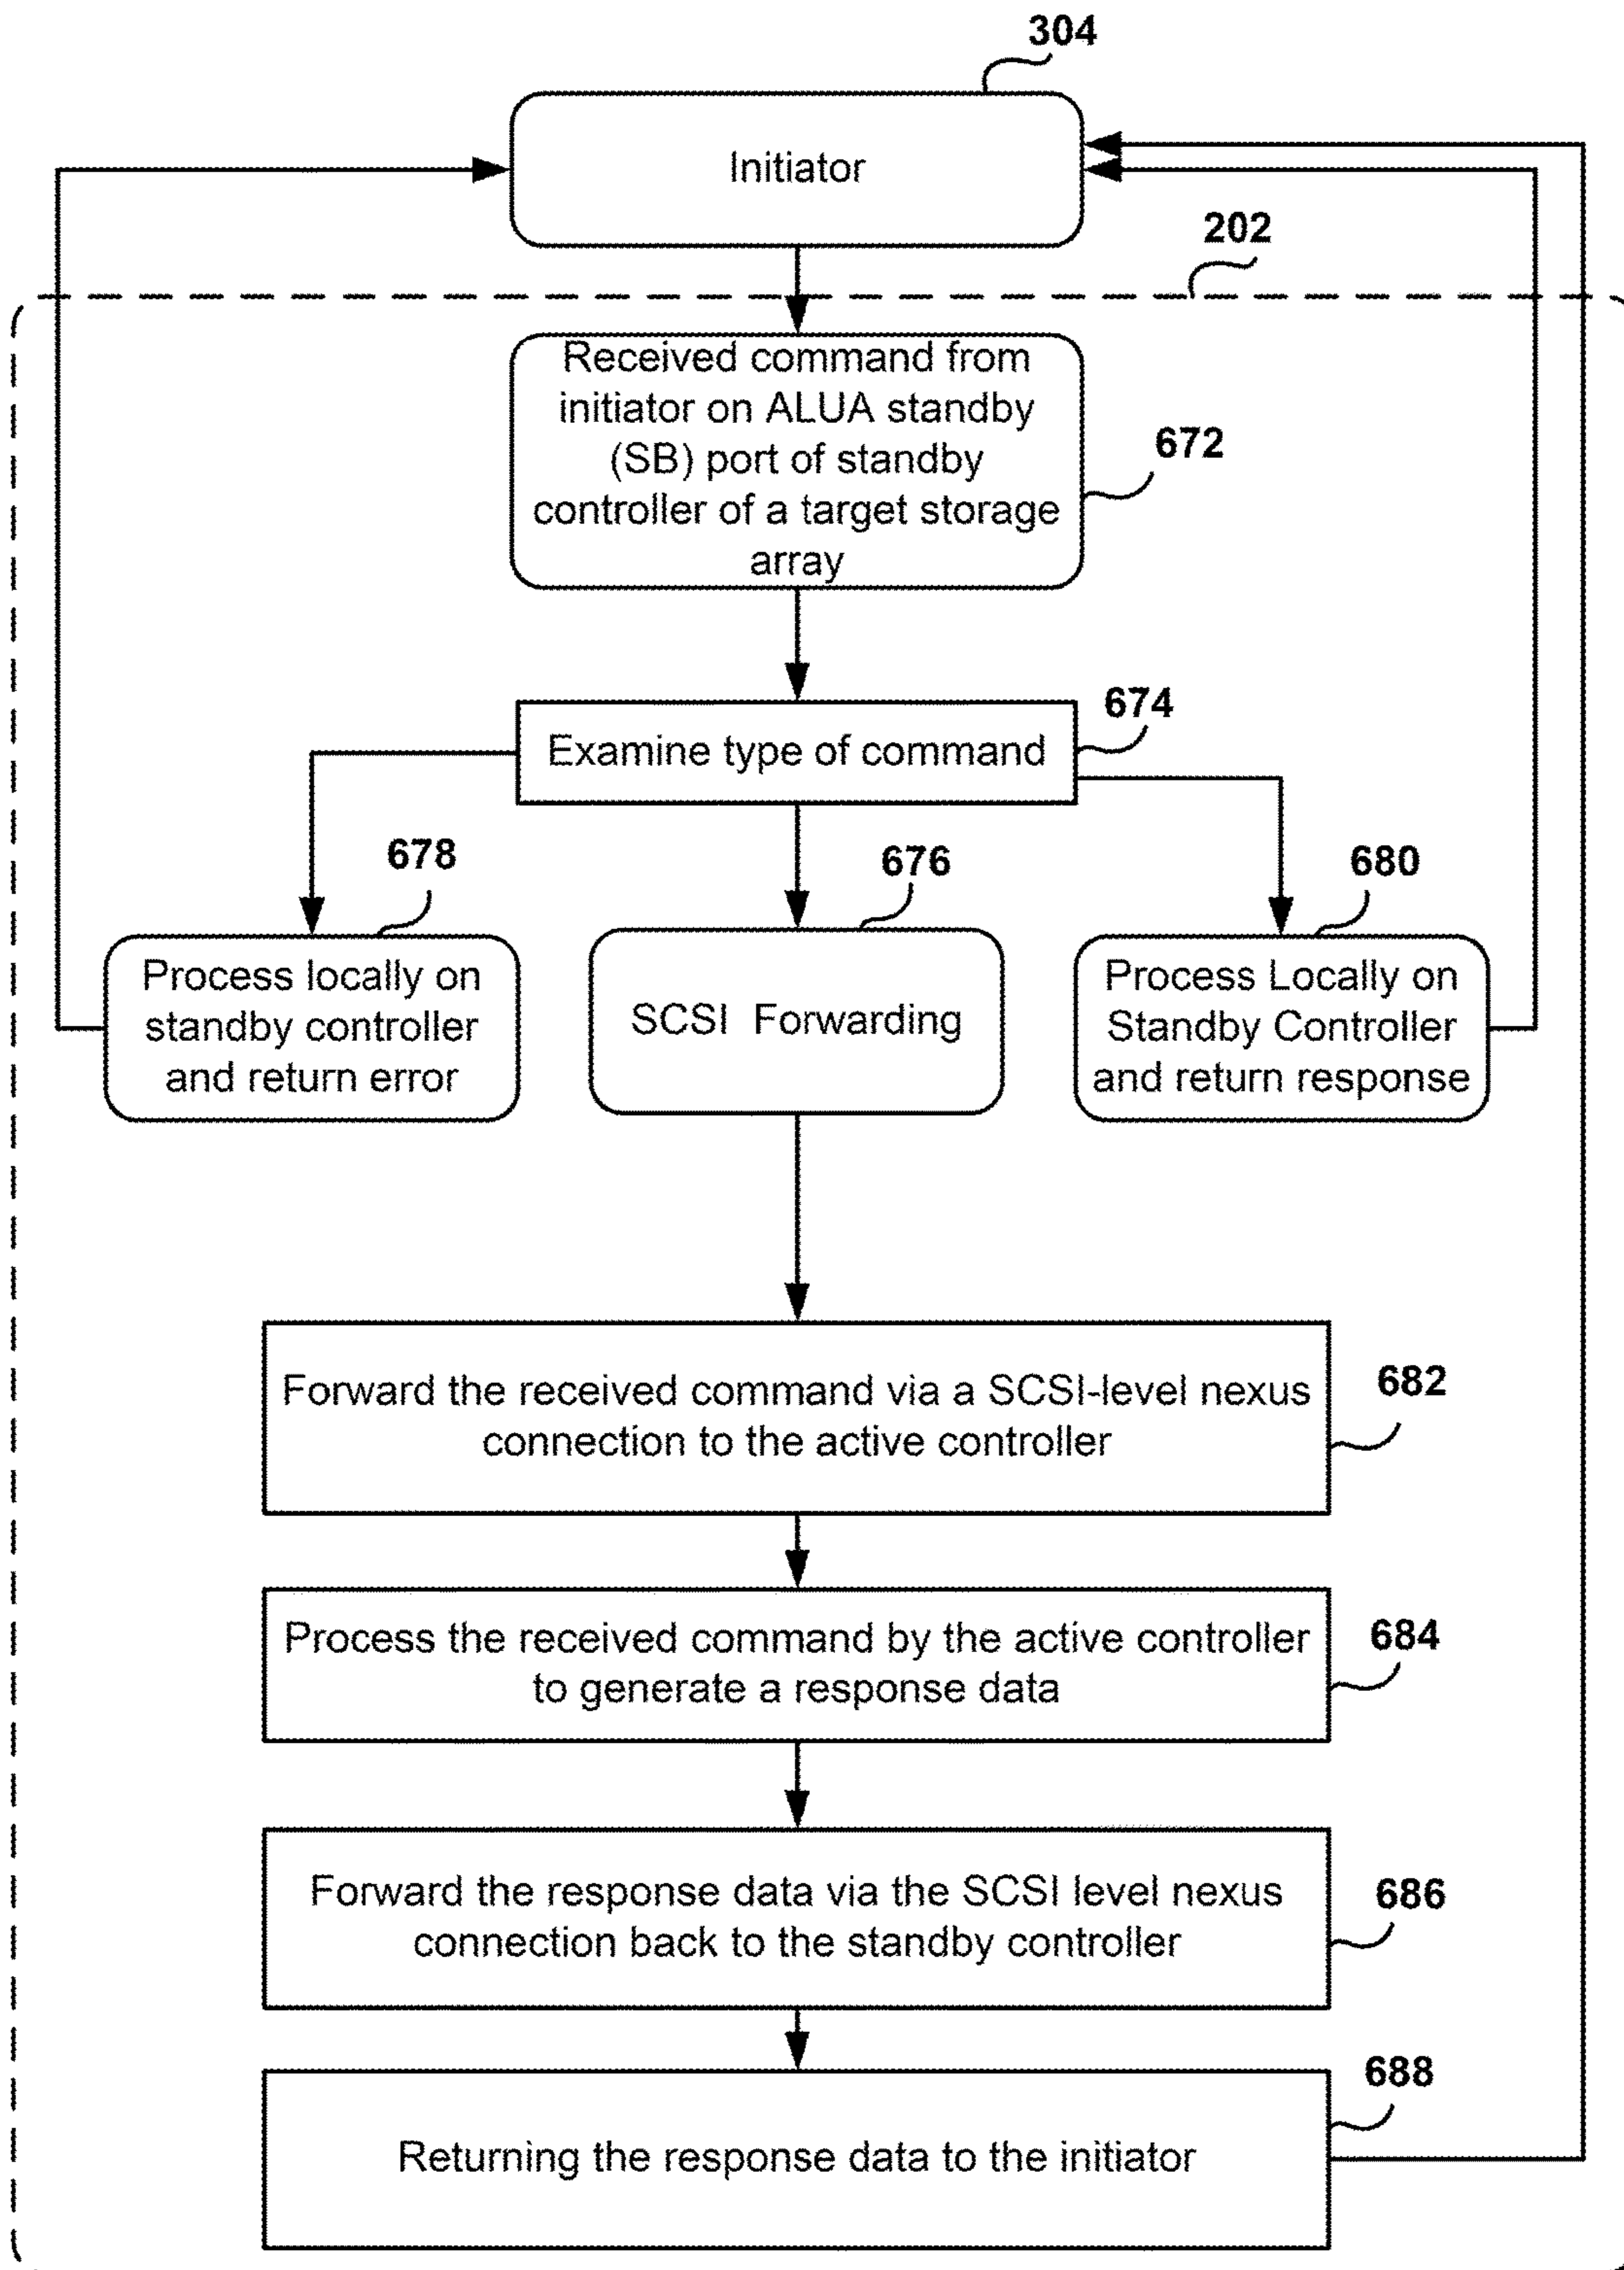 304
Initiator
202
Received command from
initiator on ALUA standby
(SB) port of standby
controller of a target storage
array
672
674
Examine type of command
678
676
680
Process locally on
standby controller
and return error
SCSI Forwarding
Process Locally on
Standby Controller
and return response
Forward the received command via a SCSI-level nexus
connection to the active controller
682
Process the received command by the active controller
to generate a response data
684
Forward the response data via the SCSI level nexus
connection back to the standby controller
686
688
Returning the response data to the initiator